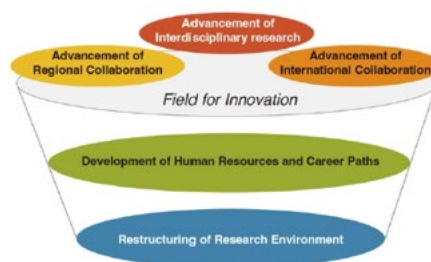 Advancement of
Interdisciplinary research
Advancement of
Regional Collaboration
Advancement of
International Collaboration
Field for Innovation
Development of Human Resources and Career Paths
Restructuring of Research Environment